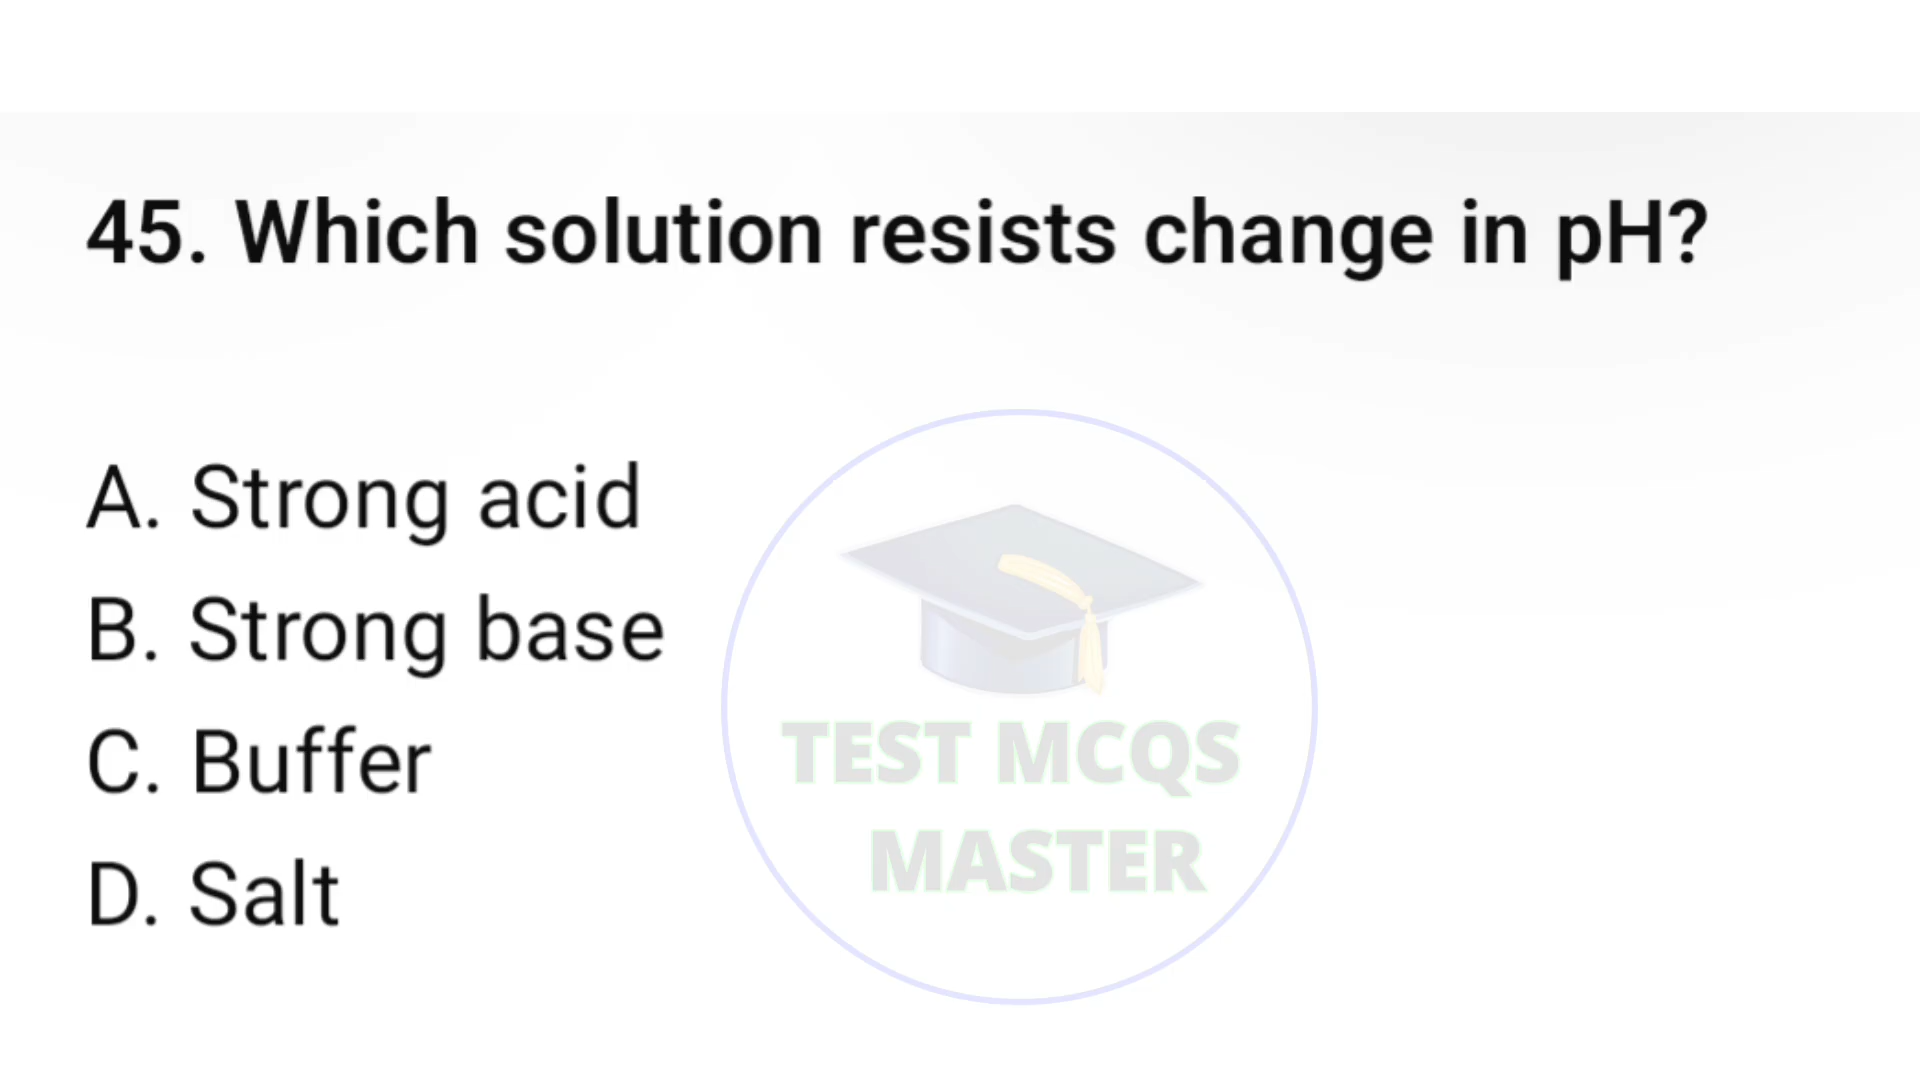 45. Which solution resists change in pH?
A. Strong acid
B. Strong base
C. Buffer
D. Salt
TEST MCQS
MASTER